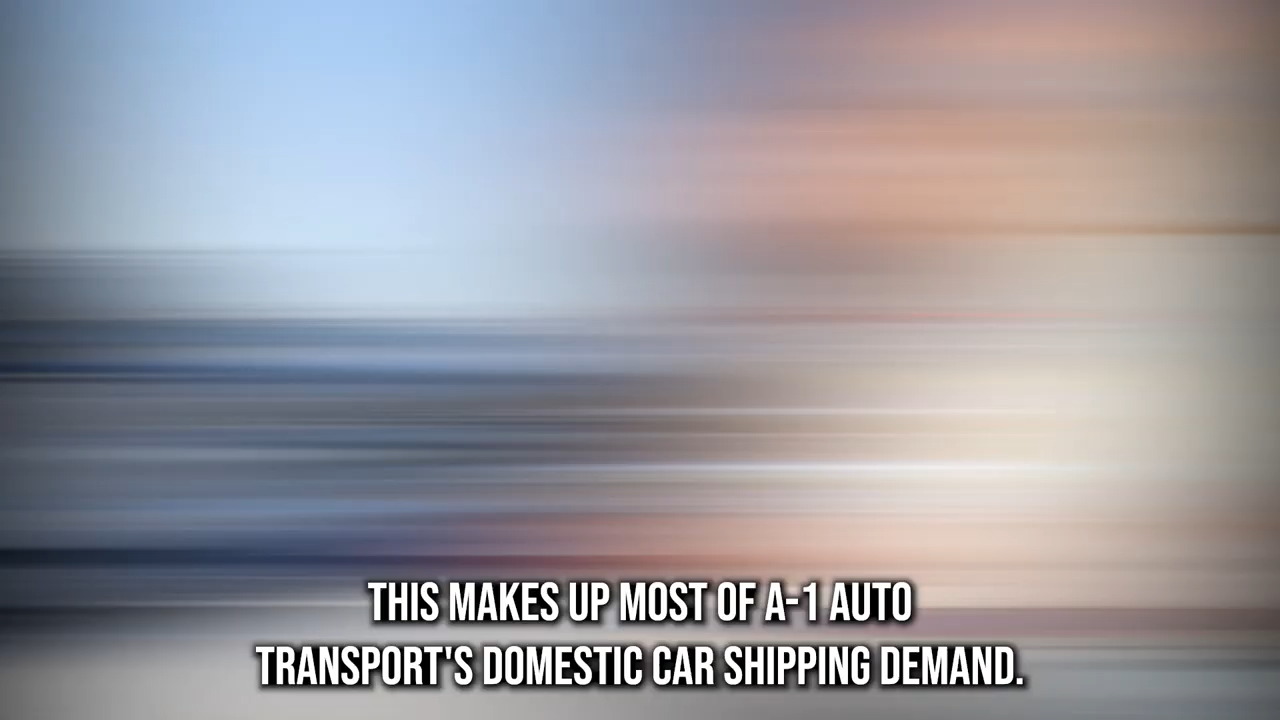 THIS MAKES UP MOST OF A-1 AUTO
TRANSPORT'S DOMESTIC CAR SHIPPING DEMAND.